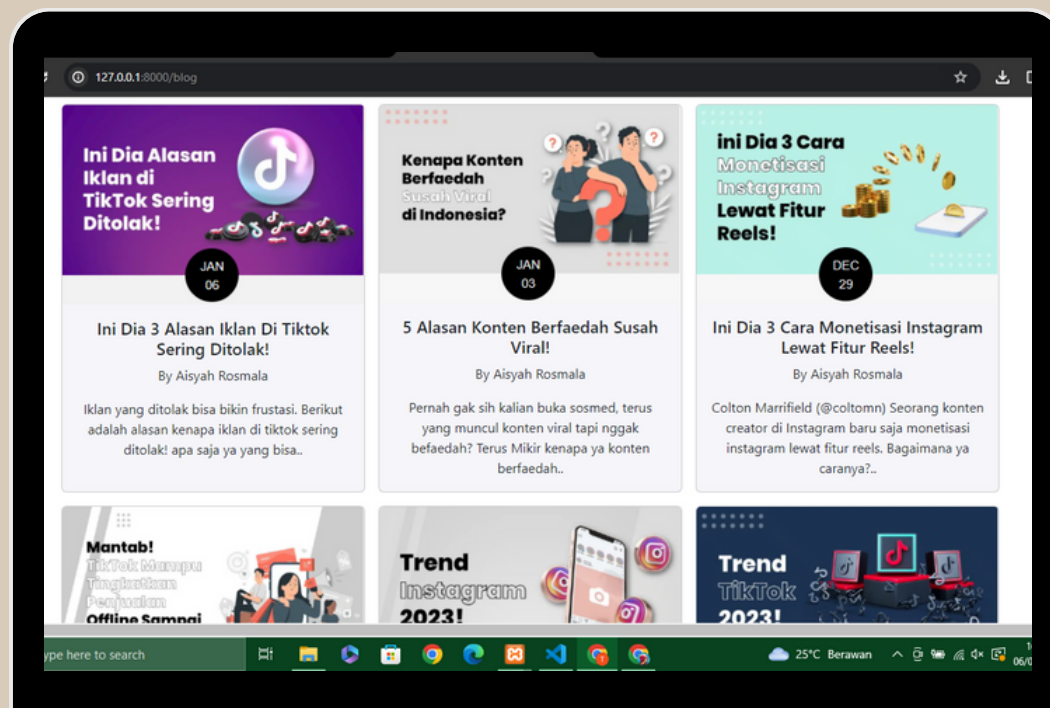 127.0.0.1:8000/blog
Ini Dia Alasan
Iklan di
TikTok Sering
Ditolak!
JAN
06
Ini Dia 3 Alasan Iklan Di Tiktok
Sering Ditolak!
By Aisyah Rosmala
Iklan yang ditolak bisa bikin frustasi. Berikut
adalah alasan kenapa iklan di tiktok sering
ditolak! apa saja ya yang bisa..
Kenapa Konten
Berfaedah
Susah Viral
di Indonesia?
JAN
03
5 Alasan Konten Berfaedah Susah
Viral!
By Aisyah Rosmala
Pernah gak sih kalian buka sosmed, terus
yang muncul konten viral tapi nggak
befaedah? Terus Mikir kenapa ya konten
berfaedah..
ini Dia 3 Cara
Monetisasi
Instagram
Lewat Fitur
Reels!
DEC
29
Ini Dia 3 Cara Monetisasi Instagram
Lewat Fitur Reels!
By Aisyah Rosmala
Colton Marrifield (@coltomn) Seorang konten
creator di Instagram baru saja monetisasi
instagram lewat fitur reels. Bagaimana ya
caranya?..
Mantab!
TikTok Mampu
Tingkatkan
Penjualan
Offline Sampai
Trend
Instagram
2023!
Trend
TikTok
2023!
ype here to search
25°C Berawan